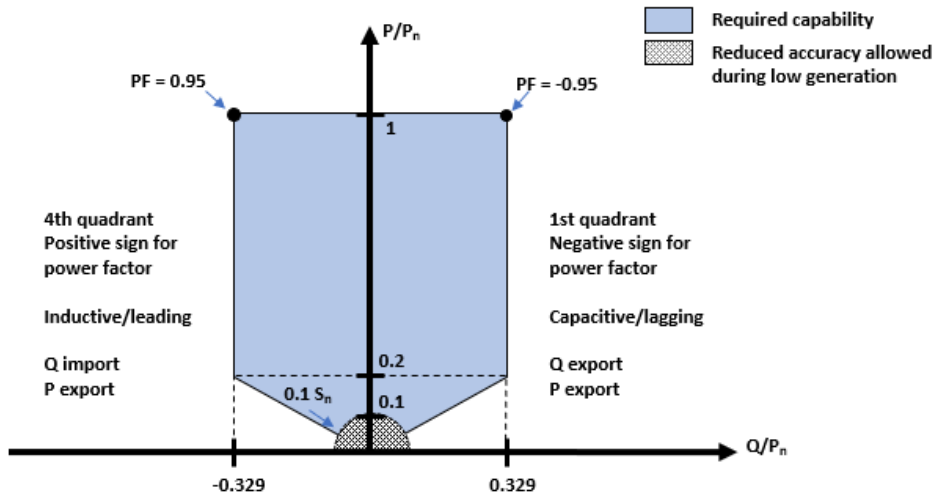 P/Pn
Required capability
Reduced accuracy allowed
during low generation
PF = 0.95
PF = -0.95
1
4th quadrant
Positive sign for
power factor
Inductive/leading
Q import
P export
1st quadrant
Negative sign for
power factor
Capacitive/lagging
Q export
P export
0.2
0.1 Sn
0.1
Q/Pn
-0.329
0.329